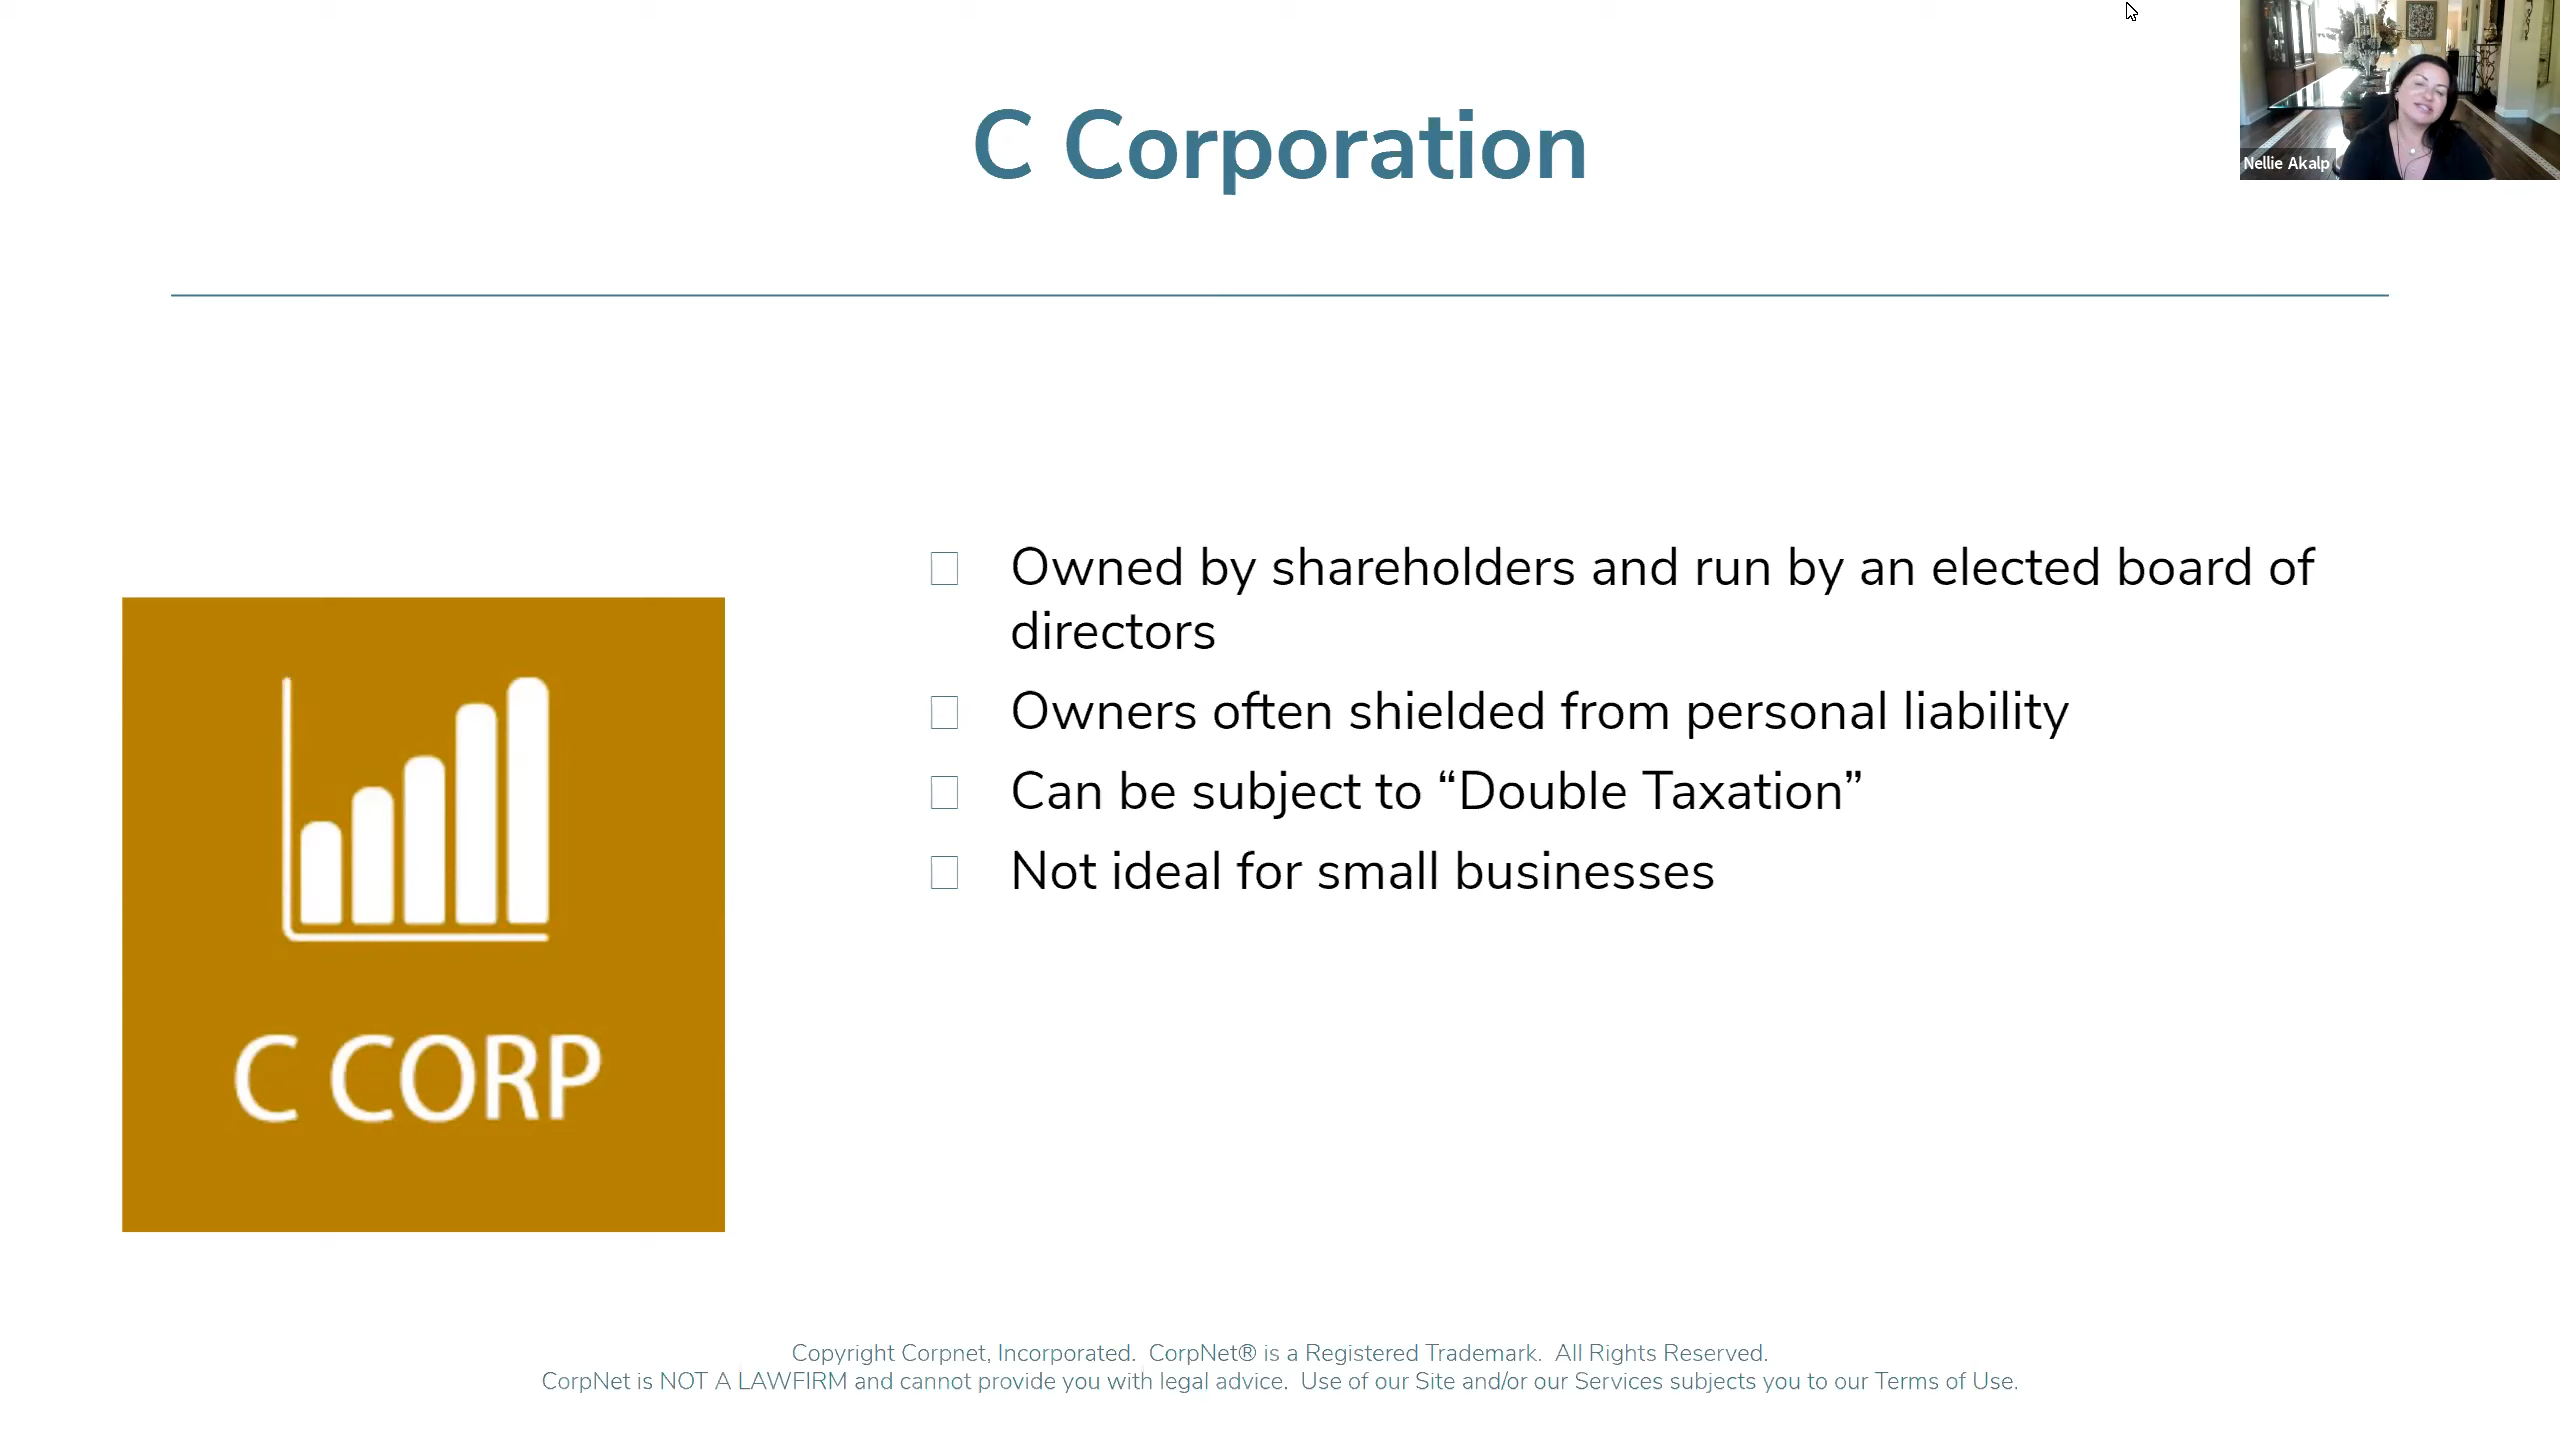 C Corporation
Nellie Akalp
Owned by shareholders and run by an elected board of
directors
Owners often shielded from personal liability
Can be subject to “Double Taxation”
Not ideal for small businesses
C CORP
Copyright Corpnet, Incorporated.  CorpNet® is a Registered Trademark.  All Rights Reserved.
CorpNet is NOT A LAWFIRM and cannot provide you with legal advice.  Use of our Site and/or our Services subjects you to our Terms of Use.